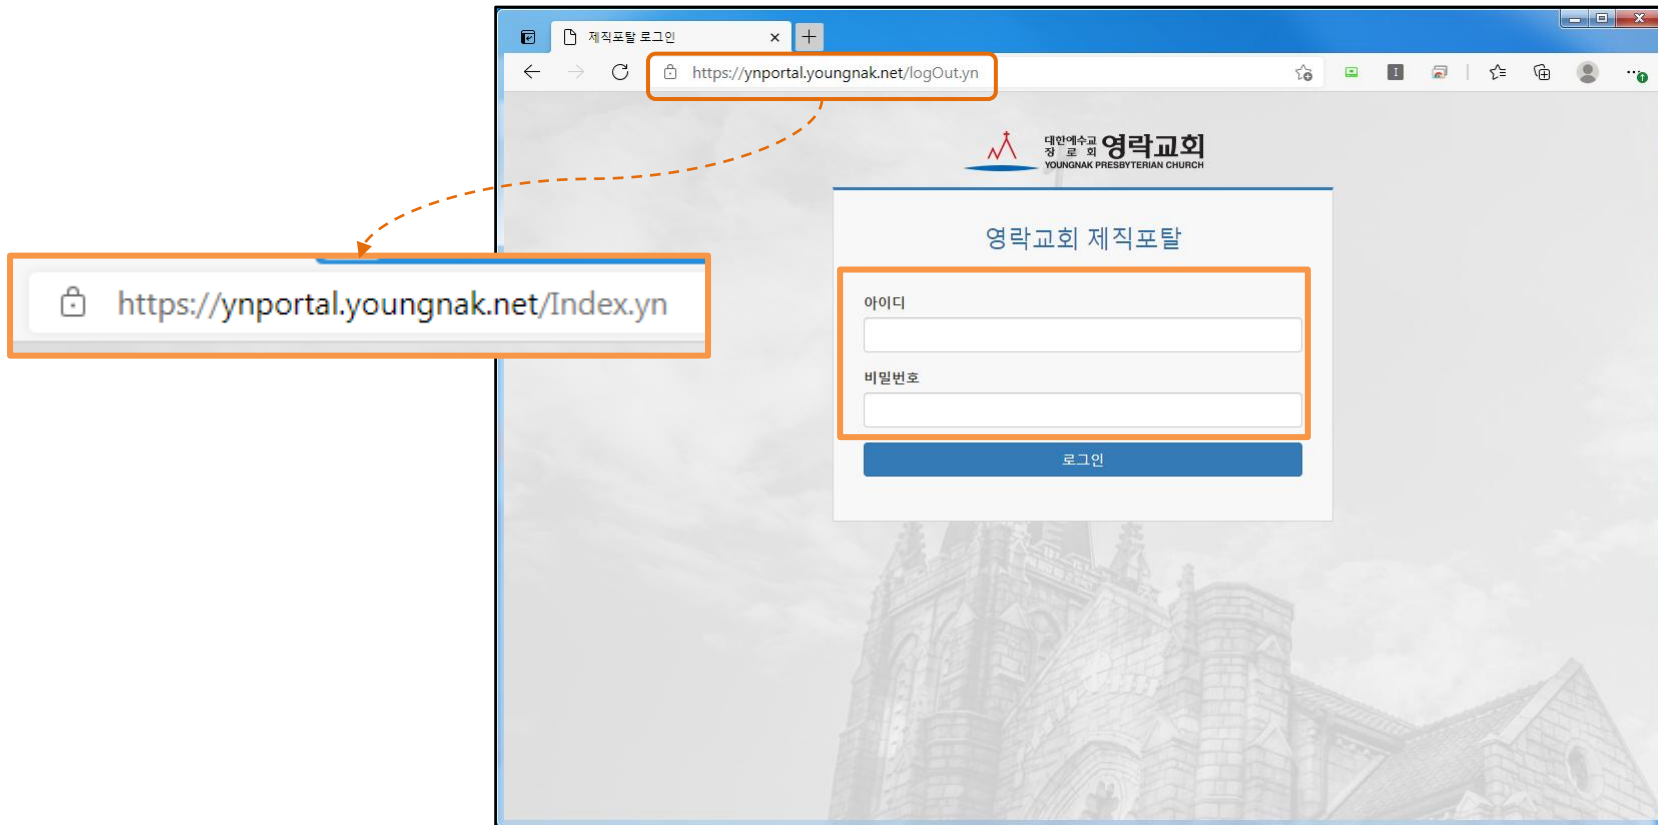 제직포탈 로그인
https://ynportal.youngnak.net/logOut.yn
대한예수교
장 로 회
영락교회
YOUNGNAK PRESBYTERIAN CHURCH
영락교회 제직포탈
https://ynportal.youngnak.net/Index.yn
아이디
비밀번호
로그인